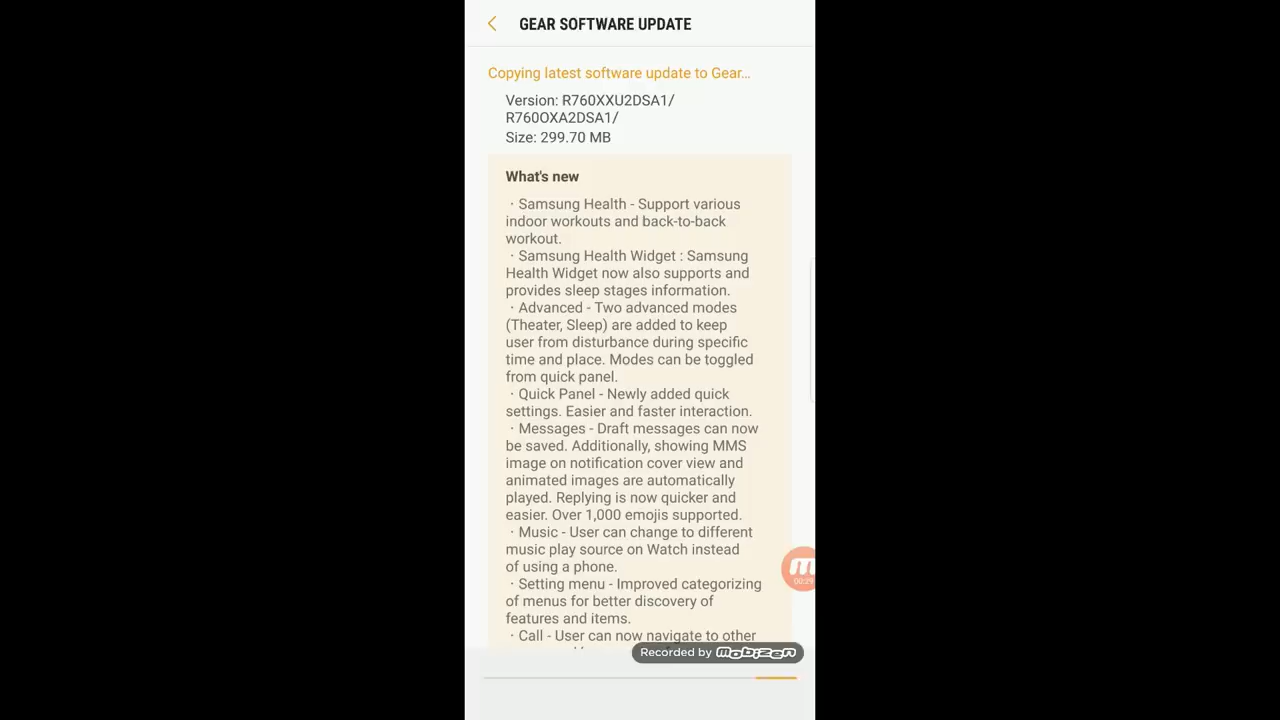 GEAR SOFTWARE UPDATE
Copying latest software update to Gear...
Version: R760XXU2DSA1/
R760OXA2DSA1/
Size: 299.70 MB
What's new
· Samsung Health - Support various
indoor workouts and back-to-back
workout.
· Samsung Health Widget : Samsung
Health Widget now also supports and
provides sleep stages information.
· Advanced - Two advanced modes
(Theater, Sleep) are added to keep
user from disturbance during specific
time and place. Modes can be toggled
from quick panel.
· Quick Panel - Newly added quick
settings. Easier and faster interaction.
· Messages - Draft messages can now
be saved. Additionally, showing MMS
image on notification cover view and
animated images are automatically
played. Replying is now quicker and
easier. Over 1,000 emojis supported.
· Music - User can change to different
music play source on Watch instead
of using a phone.
· Setting menu - Improved categorizing
of menus for better discovery of
features and items.
· Call - User can now navigate to other
Recorded by mobizen
00:29